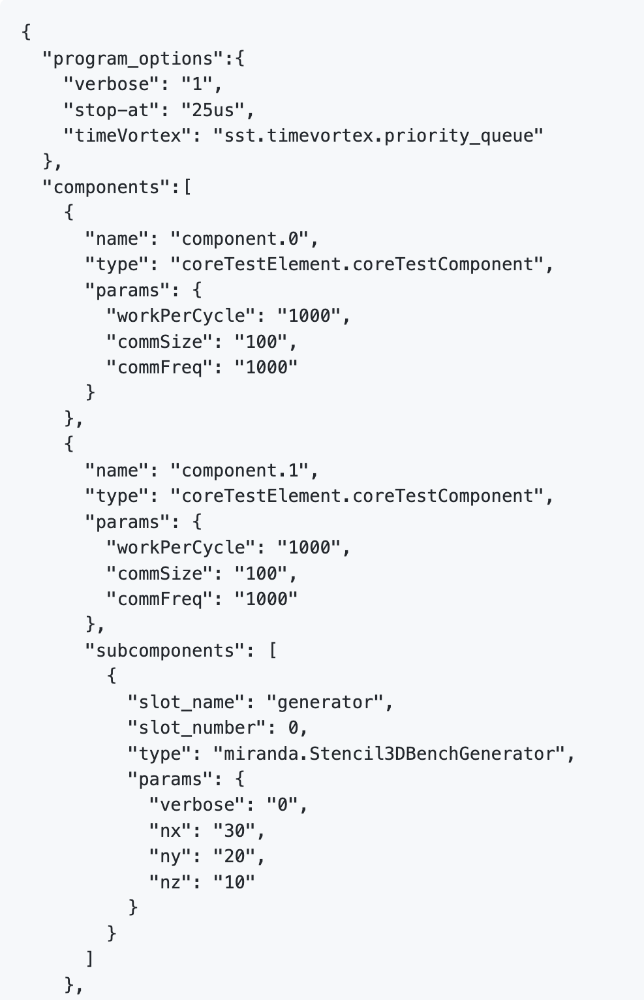 {
  "program_options":{
    "verbose": "1",
    "stop-at": "25us",
    "timeVortex": "sst.timevortex.priority_queue"
  },
  "components":[
    {
      "name": "component.0",
      "type": "coreTestElement.coreTestComponent",
      "params": {
        "workPerCycle": "1000",
        "commSize": "100",
        "commFreq": "1000"
      }
    },
    {
      "name": "component.1",
      "type": "coreTestElement.coreTestComponent",
      "params": {
        "workPerCycle": "1000",
        "commSize": "100",
        "commFreq": "1000"
      },
      "subcomponents": [
        {
          "slot_name": "generator",
          "slot_number": 0,
          "type": "miranda.Stencil3DBenchGenerator",
          "params": {
            "verbose": "0",
            "nx": "30",
            "ny": "20",
            "nz": "10"
          }
        }
      ]
    },